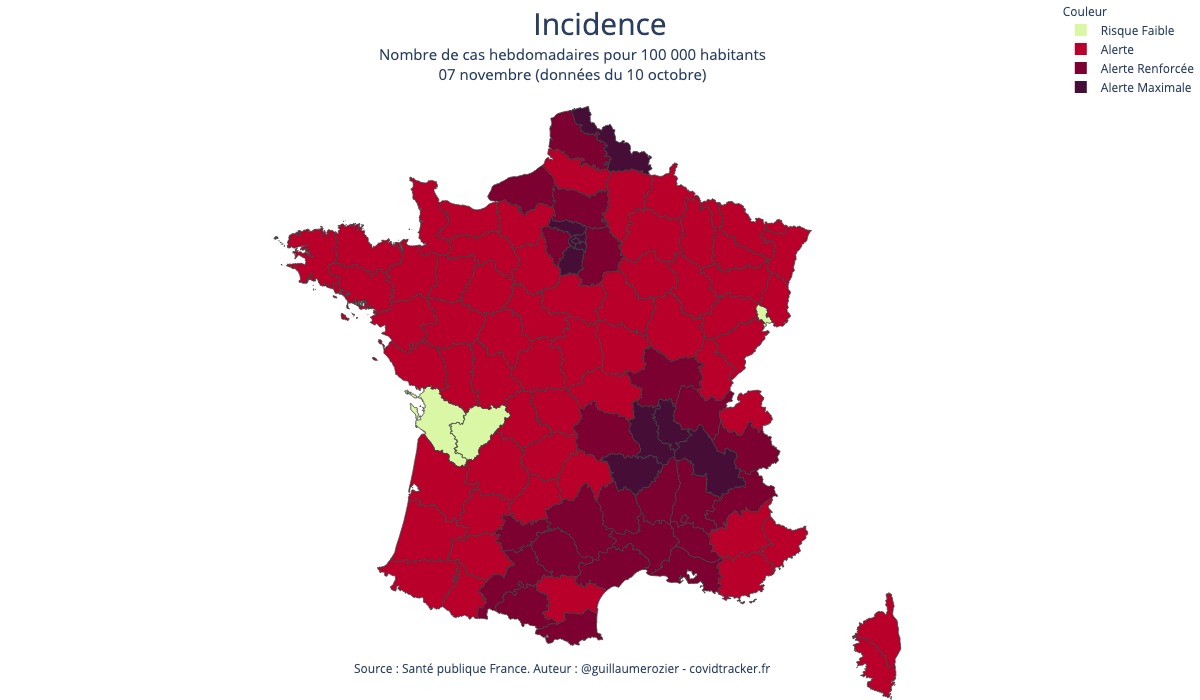 Incidence
Nombre de cas hebdomadaires pour 100 000 habitants
07 novembre (données du 10 octobre)
Couleur
Risque Faible
Alerte
Alerte Renforcée
Alerte Maximale
Source : Santé publique France. Auteur : @guillaumerozier - covidtracker.fr